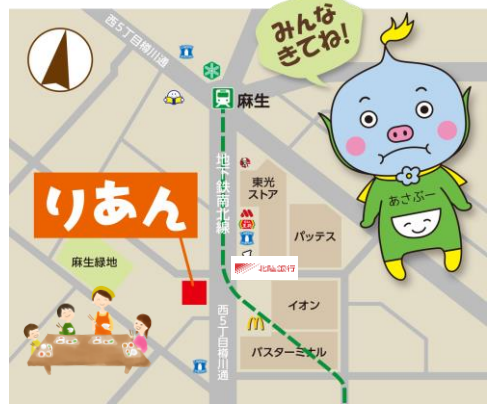 みんな
きてね!
西5丁目樽川通
麻生
地下鉄南北線
東光
ストア
あさぶー
りあん
バッテス
麻生緑地
北陸銀行
イオン
西5丁目樽川通
バスターミナル